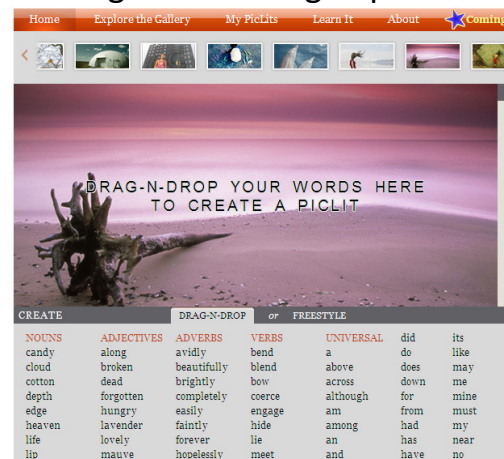 Home Explore the Gallery My PicLits Learn It About Coming
DRAG-N-DROP YOUR WORDS HERE
TO CREATE A PICLIT
CREATE DRAG-N-DROP or FREESTYLE
NOUNS ADJECTIVES ADVERBS VERBS UNIVERSAL did its
candy along avidly bend a do like
cloud broken beautifully blend above does may
cotton dead brightly bow across down me
depth forgotten completely coerce although for mine
edge hungry easily engage am from must
heaven lavender faintly hide among had my
life lovely forever lie an has near
lip mauve hopelessly meet and have no